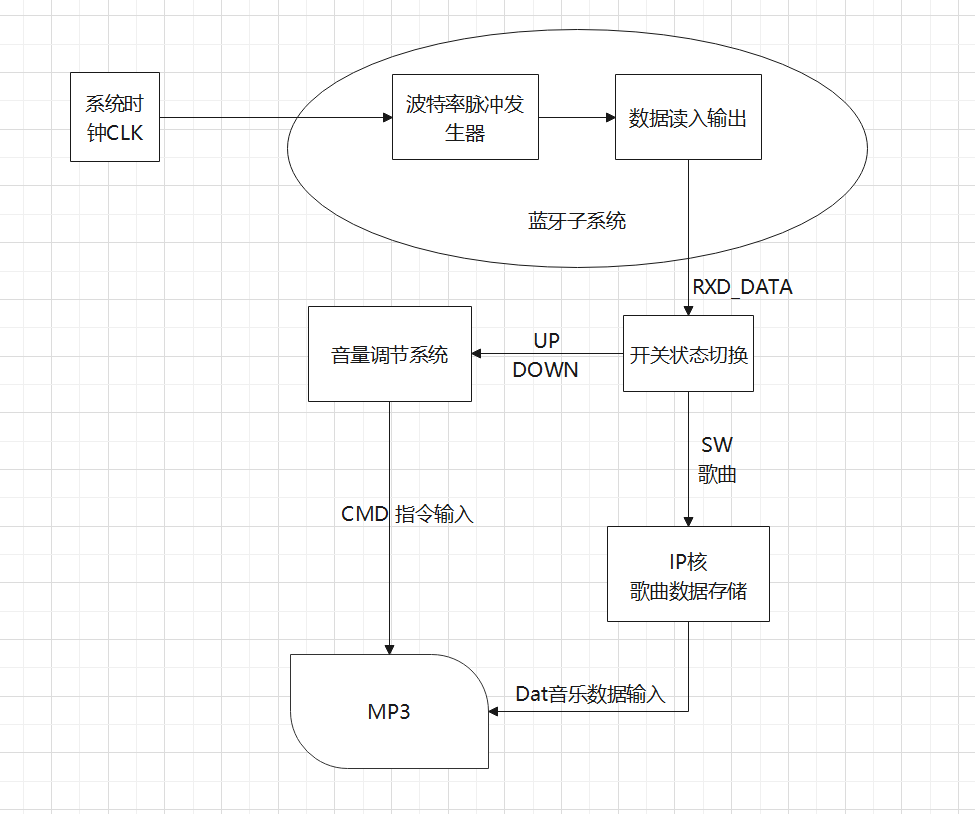 系统时
钟CLK
波特率脉冲发
生器
数据读入输出
蓝牙子系统
RXD_DATA
音量调节系统
UP
DOWN
开关状态切换
SW
歌曲
CMD 指令输入
IP核
歌曲数据存储
Dat音乐数据输入
MP3